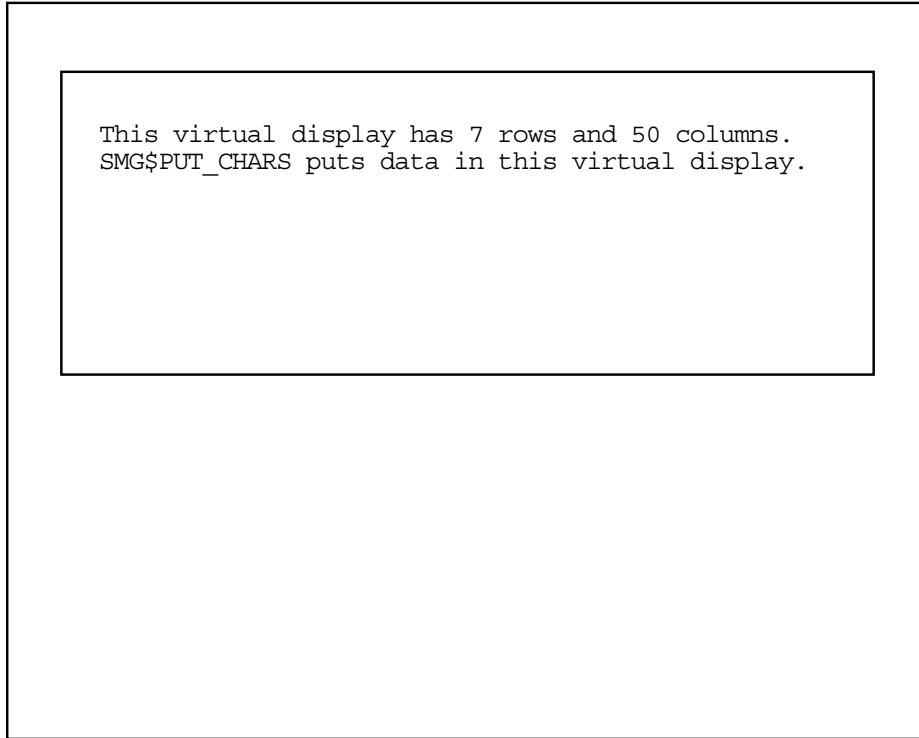 This virtual display has 7 rows and 50 columns.
SMG$PUT_CHARS puts data in this virtual display.